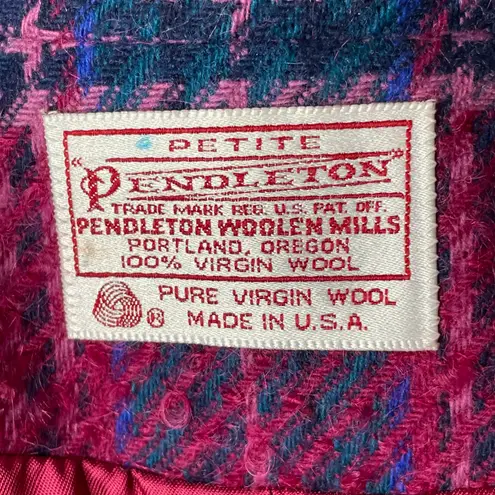 PETITE
"PENDLETON"
TRADE MARK REG. U.S. PAT. OFF.
PENDLETON WOOLEN MILLS
PORTLAND, OREGON
100% VIRGIN WOOL
PURE VIRGIN WOOL
® MADE IN U.S.A.